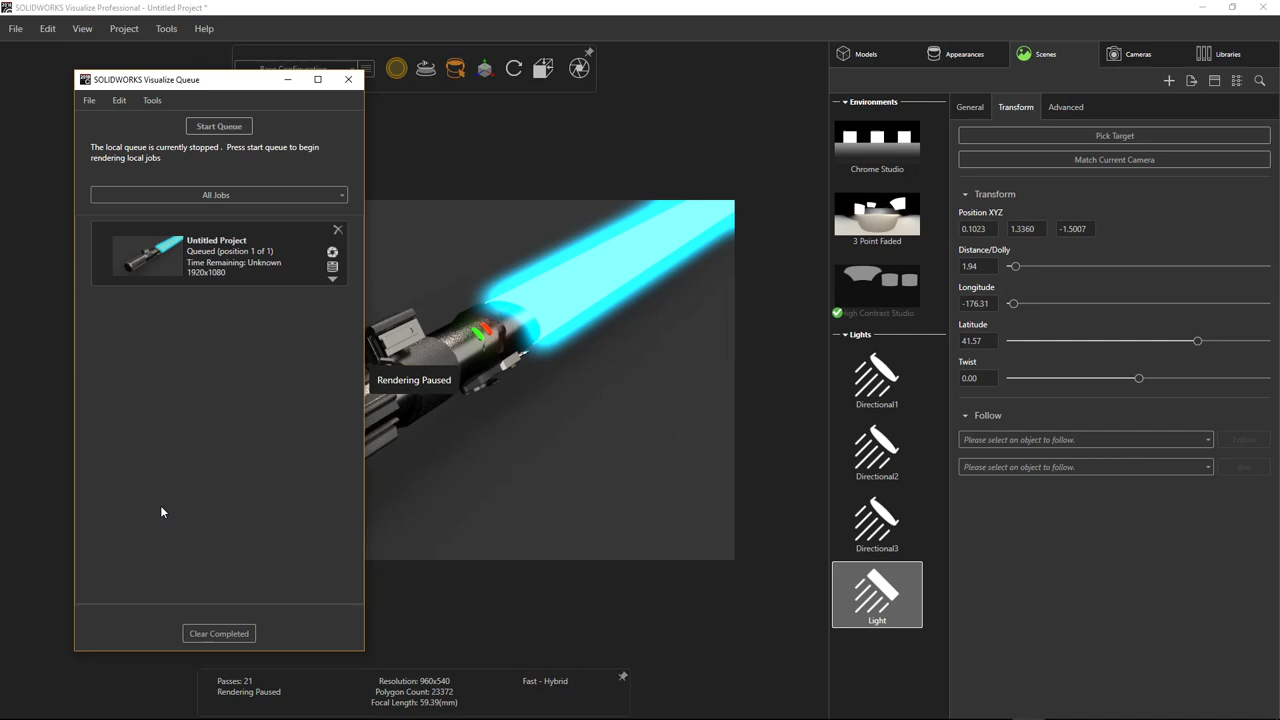 SOLIDWORKS Visualize Professional - Untitled Project *
File Edit View Project Tools Help
Base Configuration
Models Appearances Scenes Cameras Libraries
SOLIDWORKS Visualize Queue
File Edit Tools
Start Queue
The local queue is currently stopped . Press start queue to begin
rendering local jobs
All Jobs
Untitled Project
Queued (position 1 of 1)
Time Remaining: Unknown
1920x1080
Clear Completed
Rendering Paused
Passes: 21
Rendering Paused
Resolution: 960x540
Polygon Count: 23372
Focal Length: 59.39(mm)
Fast - Hybrid
Environments
Chrome Studio
3 Point Faded
High Contrast Studio
Lights
Directional1
Directional2
Directional3
Light
General Transform Advanced
Pick Target
Match Current Camera
Transform
Position XYZ
0.1023 1.3360 -1.5007
Distance/Dolly
1.94
Longitude
-176.31
Latitude
41.57
Twist
0.00
Follow
Please select an object to follow. Follow
Please select an object to follow.